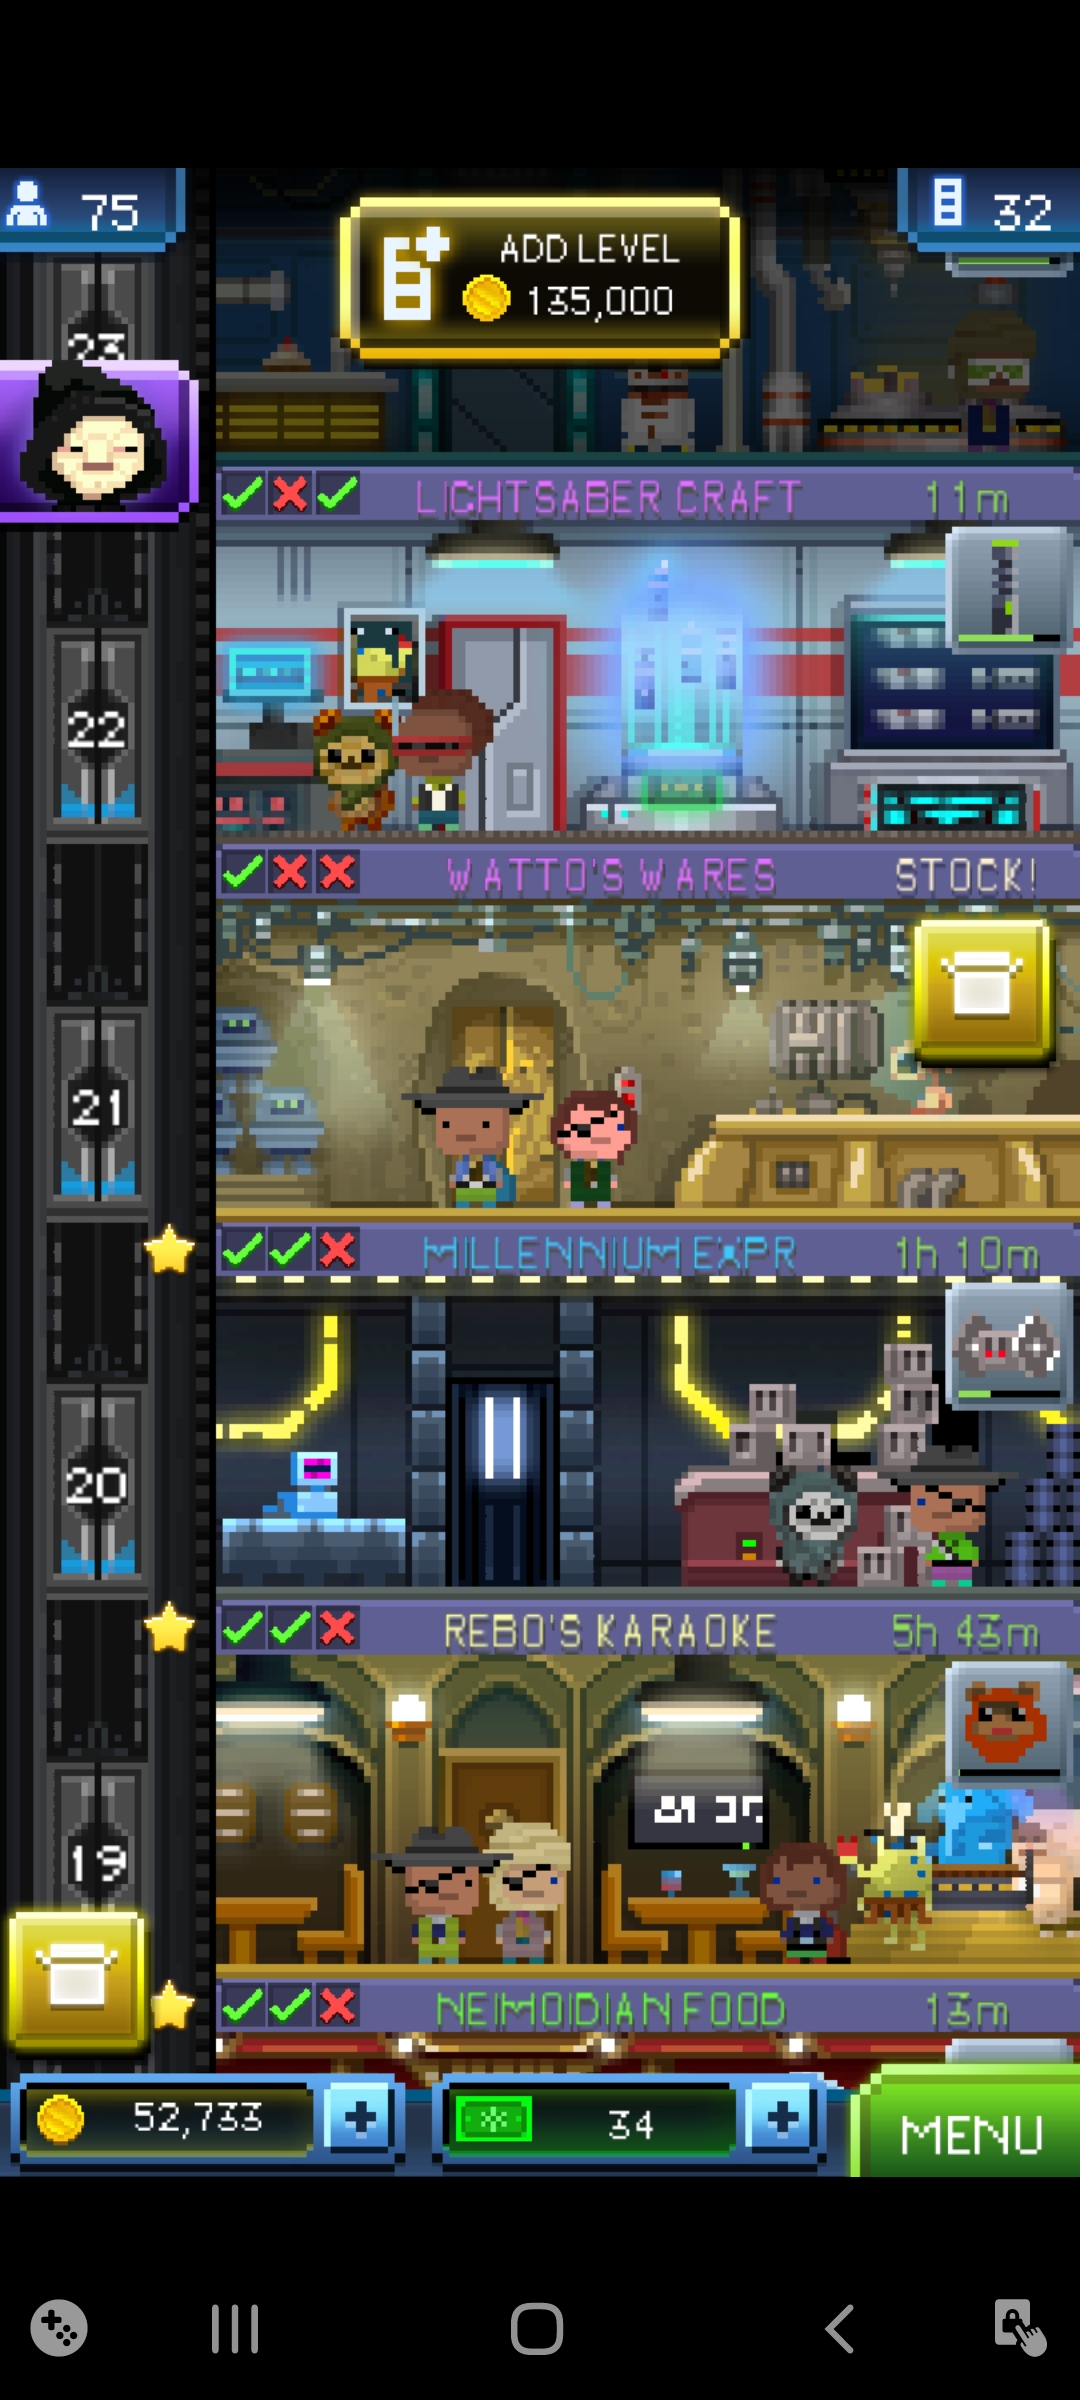 75
ADD LEVEL
135,000
32
23
LIGHTSABER CRAFT
11m
22
WATTO'S WARES
STOCK!
21
MILLENNIUM EXPR
1h 10m
20
REBO'S KARAOKE
5h 43m
19
NEIMOIDIAN FOOD
13m
52,733
34
MENU